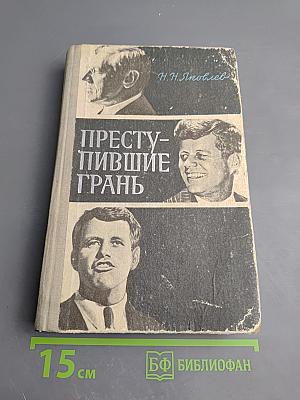 Н. Н. Яковлев
ПРЕСТУ-
ПИВШИЕ
ГРАНЬ
15 см
БФ БИБЛИОФАН